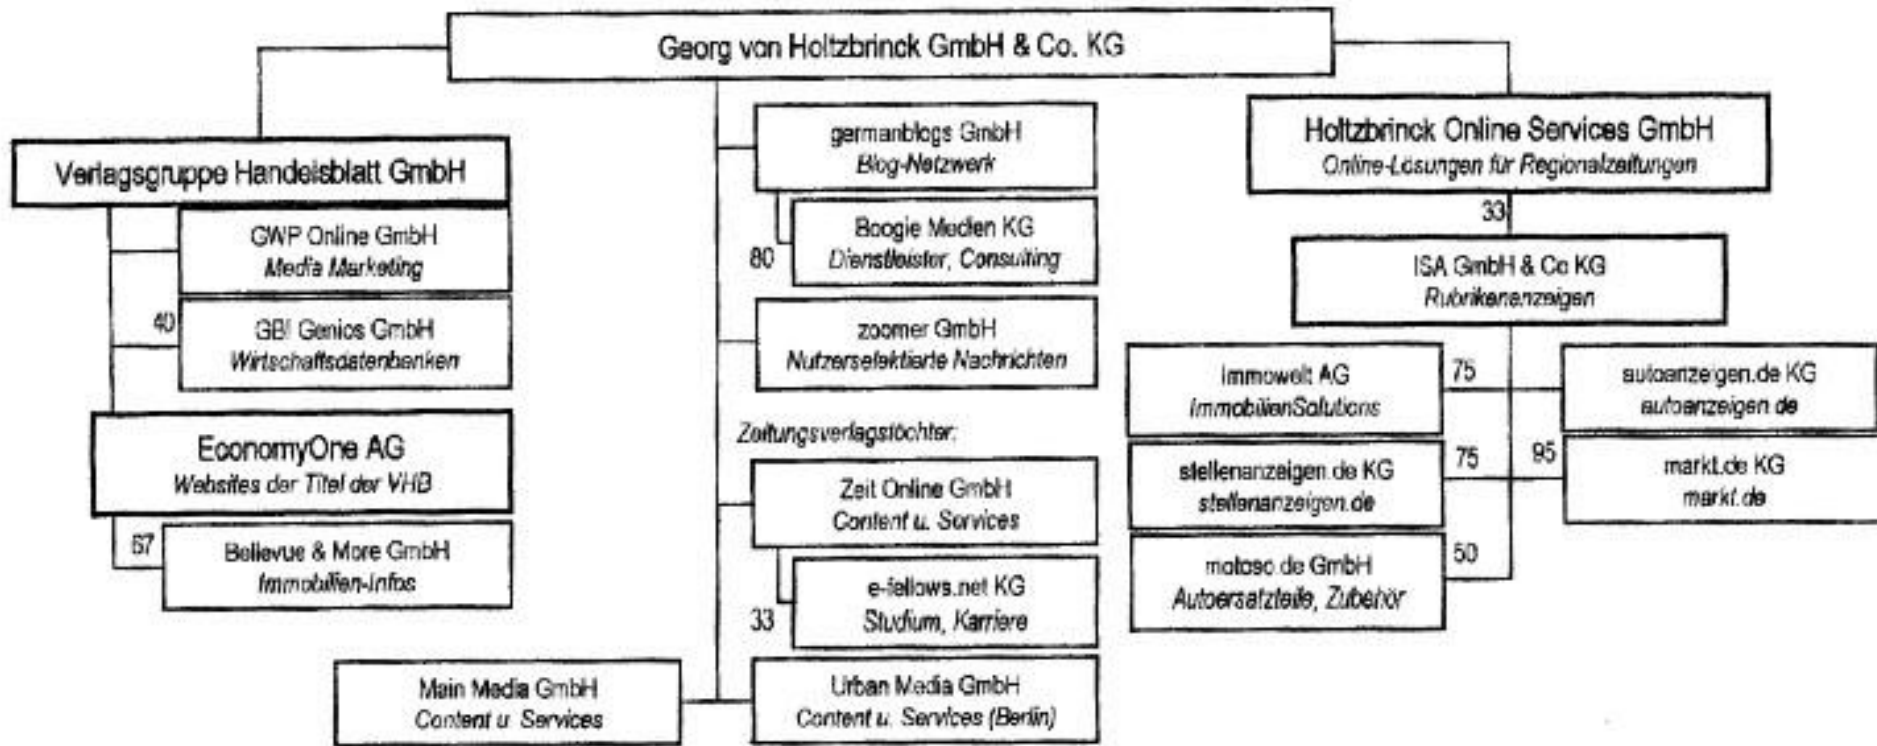 Georg von Holtzbrinck GmbH & Co. KG
Verlagsgruppe Handelsblatt GmbH
GWP Online GmbH
Media Marketing
40
GBI Genios GmbH
Wirtschaftsdatenbanken
EconomyOne AG
Websites der Titel der VHB
67
Bellevue & More GmbH
Immobilien-Infos
germanblogs GmbH
Blog-Netzwerk
80
Boogie Medien KG
Dienstleister, Consulting
zoomer GmbH
Nutzerselektierte Nachrichten
Zeitungsverlagstöchter:
Zeit Online GmbH
Content u. Services
33
e-fellows.net KG
Studium, Karriere
Main Media GmbH
Content u. Services
Urban Media GmbH
Content u. Services (Berlin)
Holtzbrinck Online Services GmbH
Online-Lösungen für Regionalzeitungen
33
ISA GmbH & Co KG
Rubrikenanzeigen
Immowelt AG
ImmobilienSolutions
75
autoanzeigen.de KG
autoanzeigen.de
stellenanzeigen.de KG
stellenanzeigen.de
75
95
markt.de KG
markt.de
motoso.de GmbH
Autoersatzteile, Zubehör
50